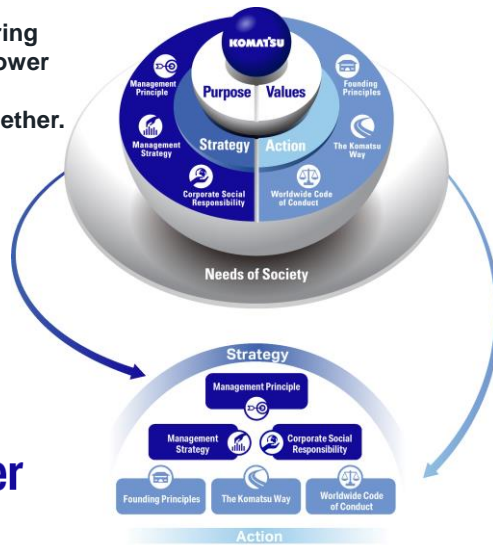 ring
ower
ether.
KOMATSU
Purpose
Values
Management
Principle
Founding
Principles
Strategy
Action
Management
Strategy
The Komatsu
Way
Corporate Social
Responsibility
Worldwide Code
of Conduct
Needs of Society
Strategy
Management Principle
Management
Strategy
Corporate Social
Responsibility
er
Founding Principles
The Komatsu Way
Worldwide Code
of Conduct
Action